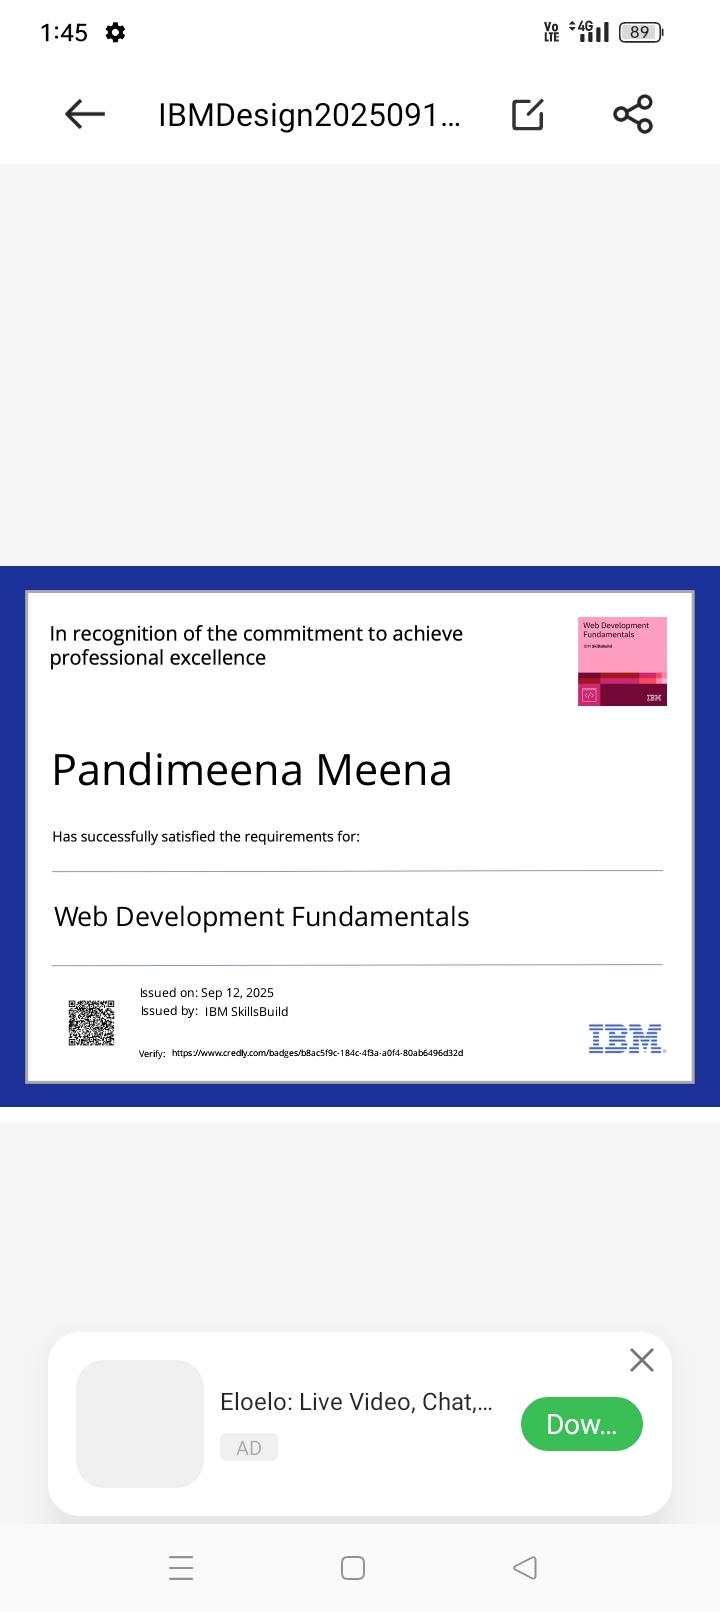 1:45
Vo LTE 4G 89
IBMDesign2025091...
In recognition of the commitment to achieve
professional excellence
Web Development
Fundamentals
IBM SkillsBuild
</>
IBM
Pandimeena Meena
Has successfully satisfied the requirements for:
Web Development Fundamentals
Issued on: Sep 12, 2025
Issued by: IBM SkillsBuild
Verify: https://www.credly.com/badges/b8ac5f9c-184c-4f3a-a0f4-80ab6496d32d
IBM
Eloelo: Live Video, Chat,...
AD
Dow...